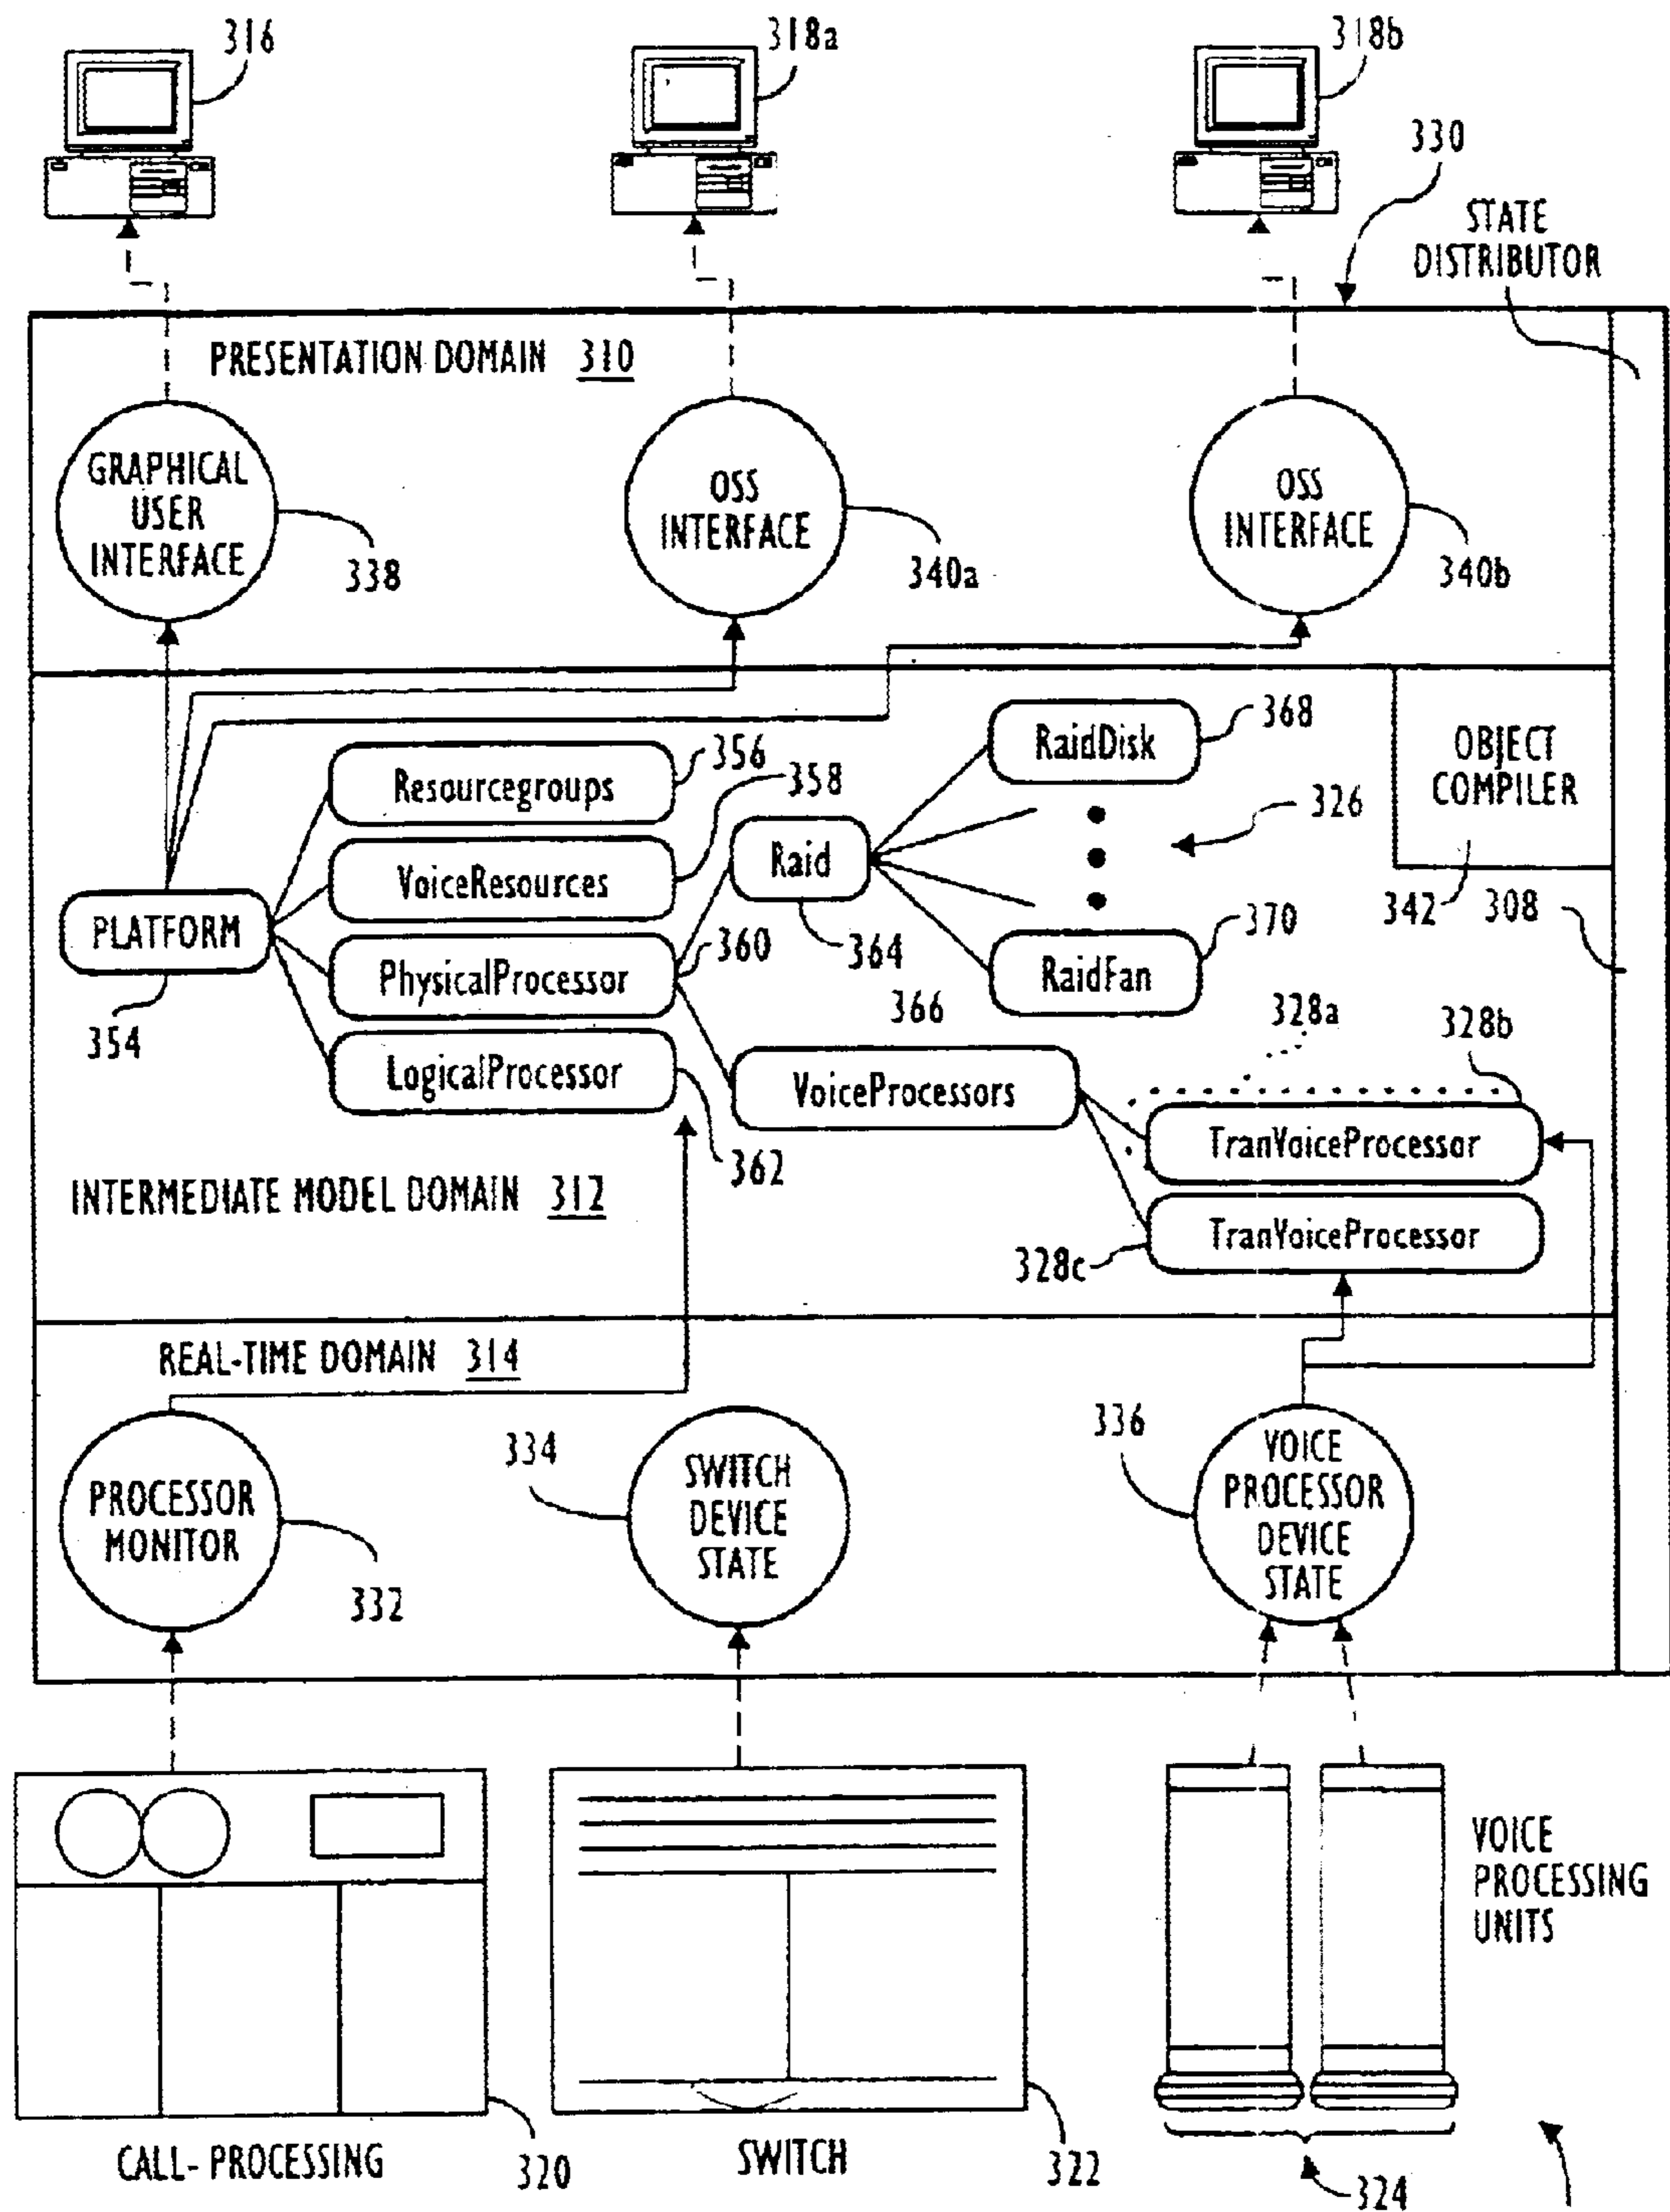 316
318a
318b
330
STATE
DISTRIBUTOR
PRESENTATION DOMAIN 310
GRAPHICAL
USER
INTERFACE
338
OSS
INTERFACE
340a
OSS
INTERFACE
340b
RaidDisk
368
OBJECT
COMPILER
Resourcegroups
356
358
326
Raid
VoiceResources
342
308
PLATFORM
364
370
PhysicalProcessor
360
RaidFan
366
328a
328b
354
LogicalProcessor
VoiceProcessors
362
TranVoiceProcessor
INTERMEDIATE MODEL DOMAIN 312
TranVoiceProcessor
328c
REAL-TIME DOMAIN 314
PROCESSOR
MONITOR
332
334
SWITCH
DEVICE
STATE
336
VOICE
PROCESSOR
DEVICE
STATE
VOICE
PROCESSING
UNITS
CALL- PROCESSING
320
SWITCH
322
324